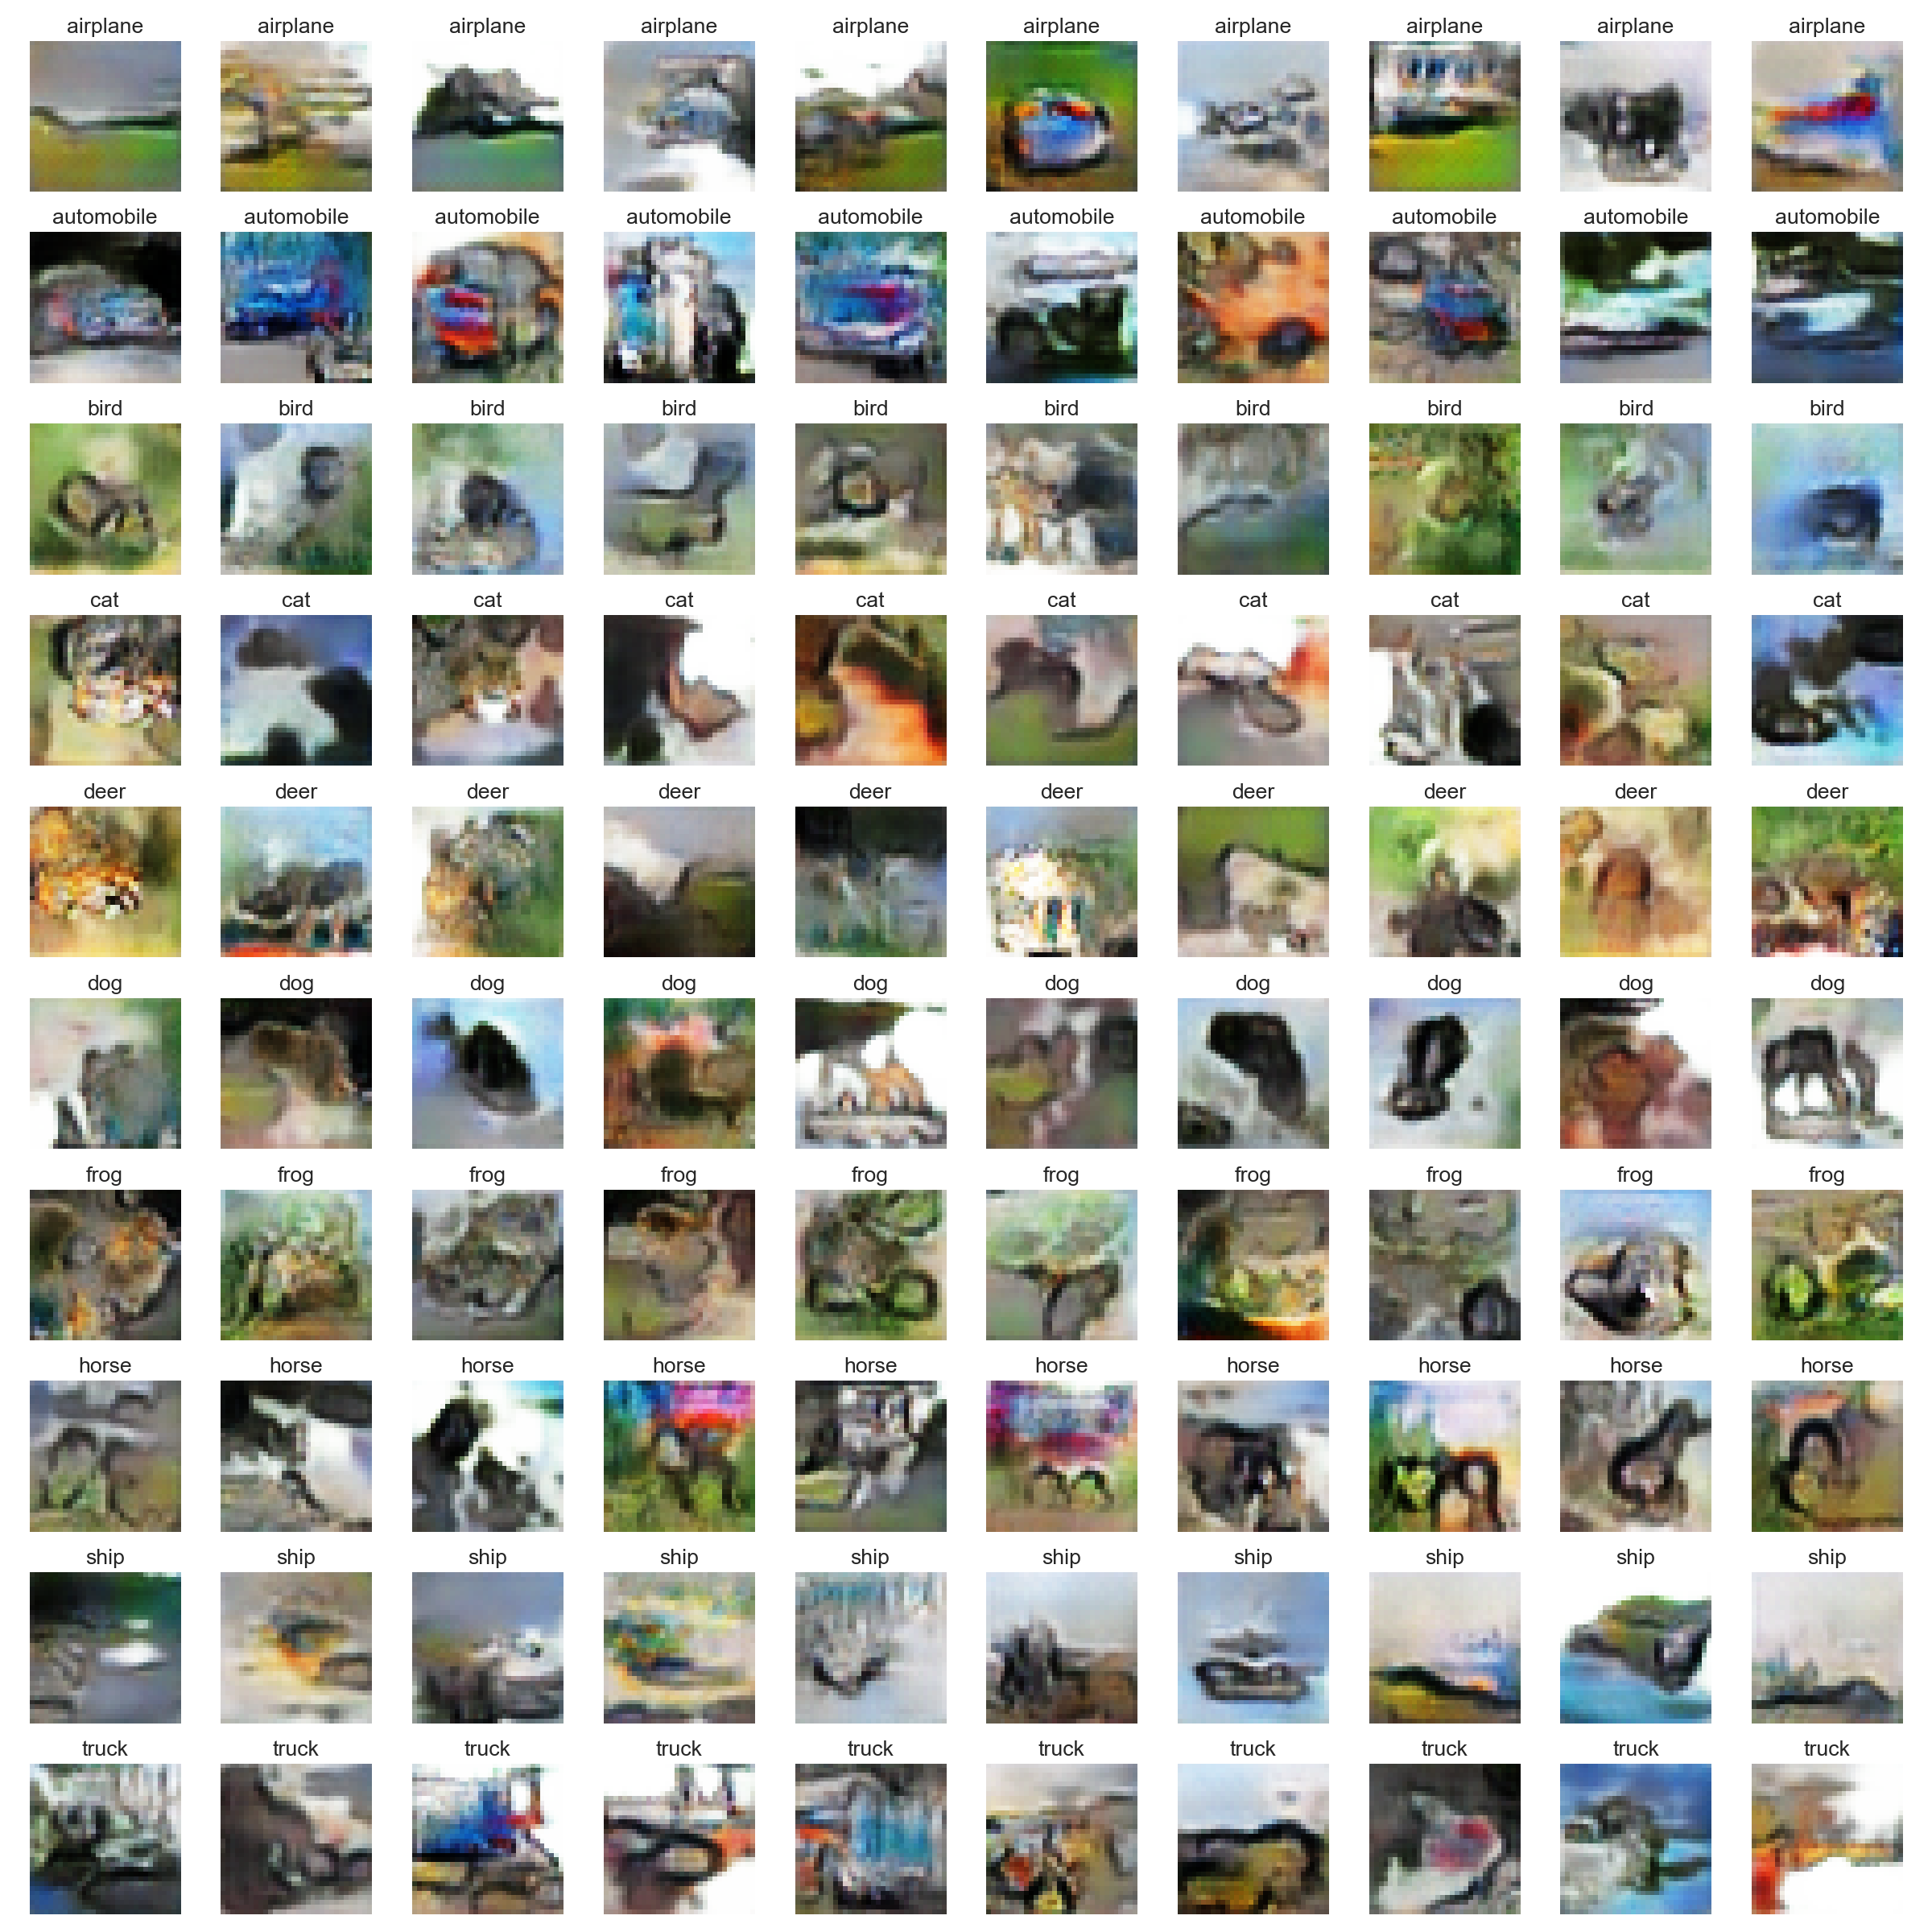 airplane airplane airplane airplane airplane airplane airplane airplane airplane airplane
automobile automobile automobile automobile automobile automobile automobile automobile automobile automobile
bird bird bird bird bird bird bird bird bird bird
cat cat cat cat cat cat cat cat cat cat
deer deer deer deer deer deer deer deer deer deer
dog dog dog dog dog dog dog dog dog dog
frog frog frog frog frog frog frog frog frog frog
horse horse horse horse horse horse horse horse horse horse
ship ship ship ship ship ship ship ship ship ship
truck truck truck truck truck truck truck truck truck truck